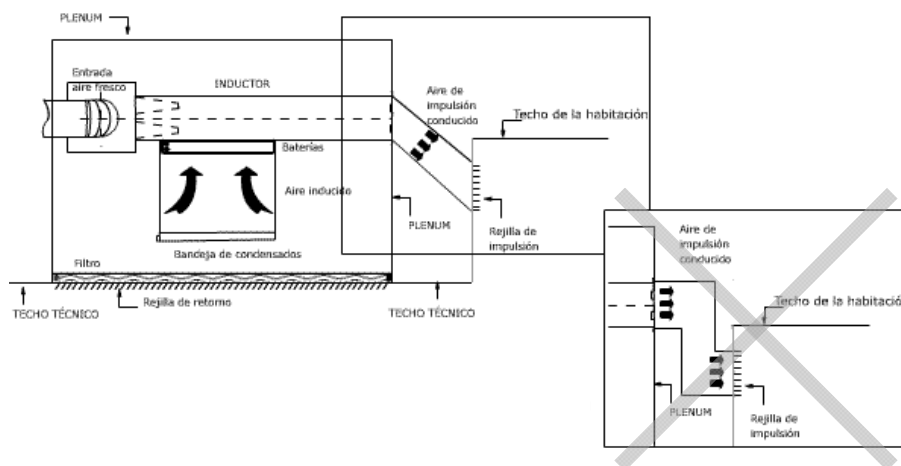 PLENUM
Entrada
aire fresco
INDUCTOR
Aire de
impulsión
conducido
Techo de la habitación
Baterías
Aire inducido
PLENUM
Rejilla de
impulsión
Bandeja de condensados
Filtro
Rejilla de retorno
TECHO TÉCNICO
TECHO TÉCNICO
Aire de
impulsión
conducido
Techo de la habitació
PLENUM
Rejilla de
impulsión